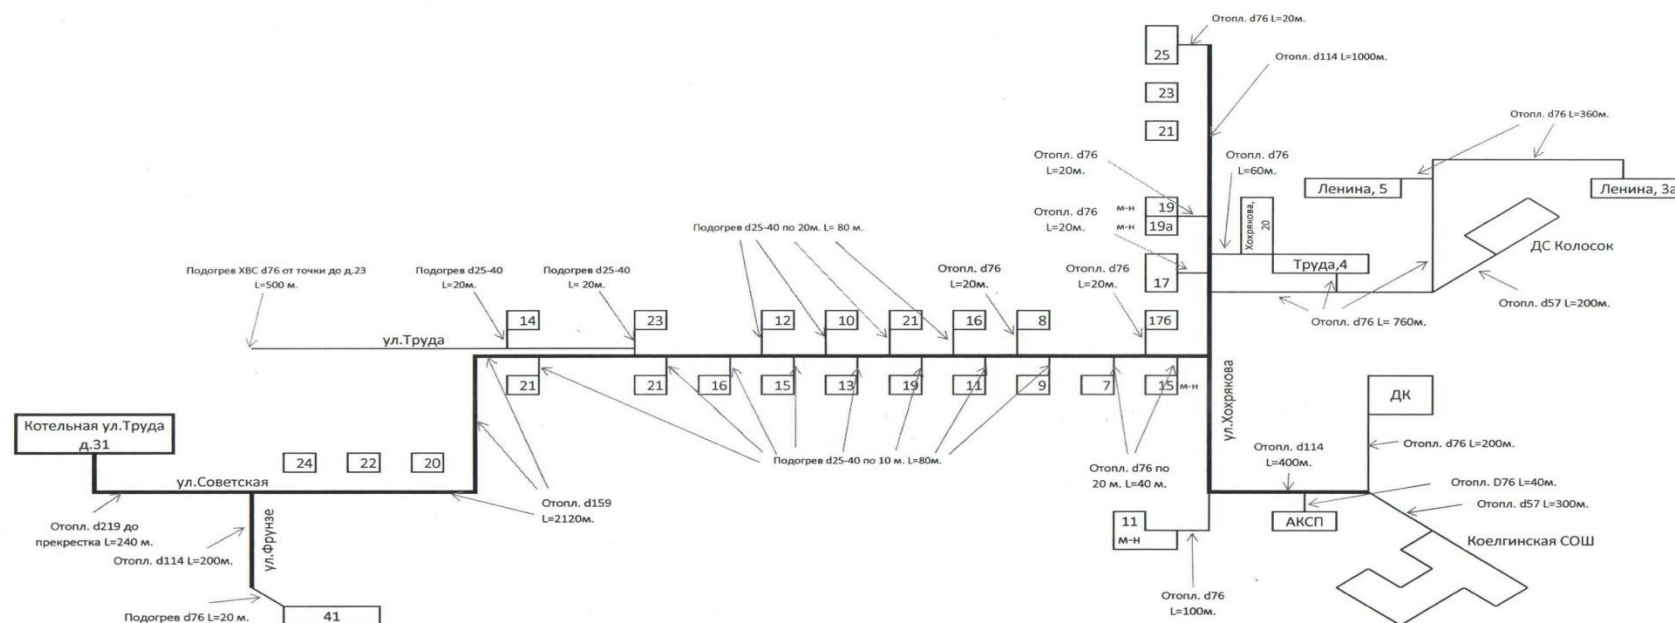 Отопл. d76 L=20м.
25
Отопл. d114 L=1000м.
23
21
Отопл. d76 L=360м.
Отопл. d76
L=20м.
Отопл. d76
L=60м.
Ленина, 5
Ленина, 3а
м-н
19
м-н
19а
Отопл. d76
L=20м.
Хохрякова,
20
Подогрев d25-40 по 20м. L= 80 м.
ДС Колосок
Труда,4
17
Подогрев ХВС d76 от точки до д.23
L=500 м.
Подогрев d25-40
L=20м.
Подогрев d25-40
L= 20м.
Отопл. d76
L=20м.
Отопл. d76
L=20м.
Отопл. d57 L=200м.
Отопл. d76 L= 760м.
14
23
12
10
21
16
8
17б
ул.Труда
21
21
16
15
13
19
11
9
7
15
м-н
ул.Хохрякова
ДК
Котельная ул.Труда
д.31
24
22
20
Подогрев d25-40 по 10 м. L=80м.
Отопл. d76 по
20 м. L=40 м.
Отопл. d114
L=400м.
Отопл. d76 L=200м.
ул.Советская
Отопл. D76 L=40м.
Отопл. d57 L=300м.
Отопл. d159
L=2120м.
Отопл. d219 до
прекрестка L=240 м.
11
м-н
АКСП
Коелгинская СОШ
ул.Фрунзе
Отопл. d114 L=200м.
Отопл. d76
L=100м.
Подогрев d76 L=20 м.
41